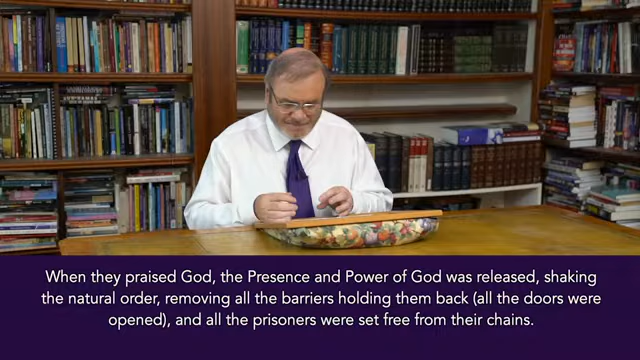 When they praised God, the Presence and Power of God was released, shaking
the natural order, removing all the barriers holding them back (all the doors were
opened), and all the prisoners were set free from their chains.